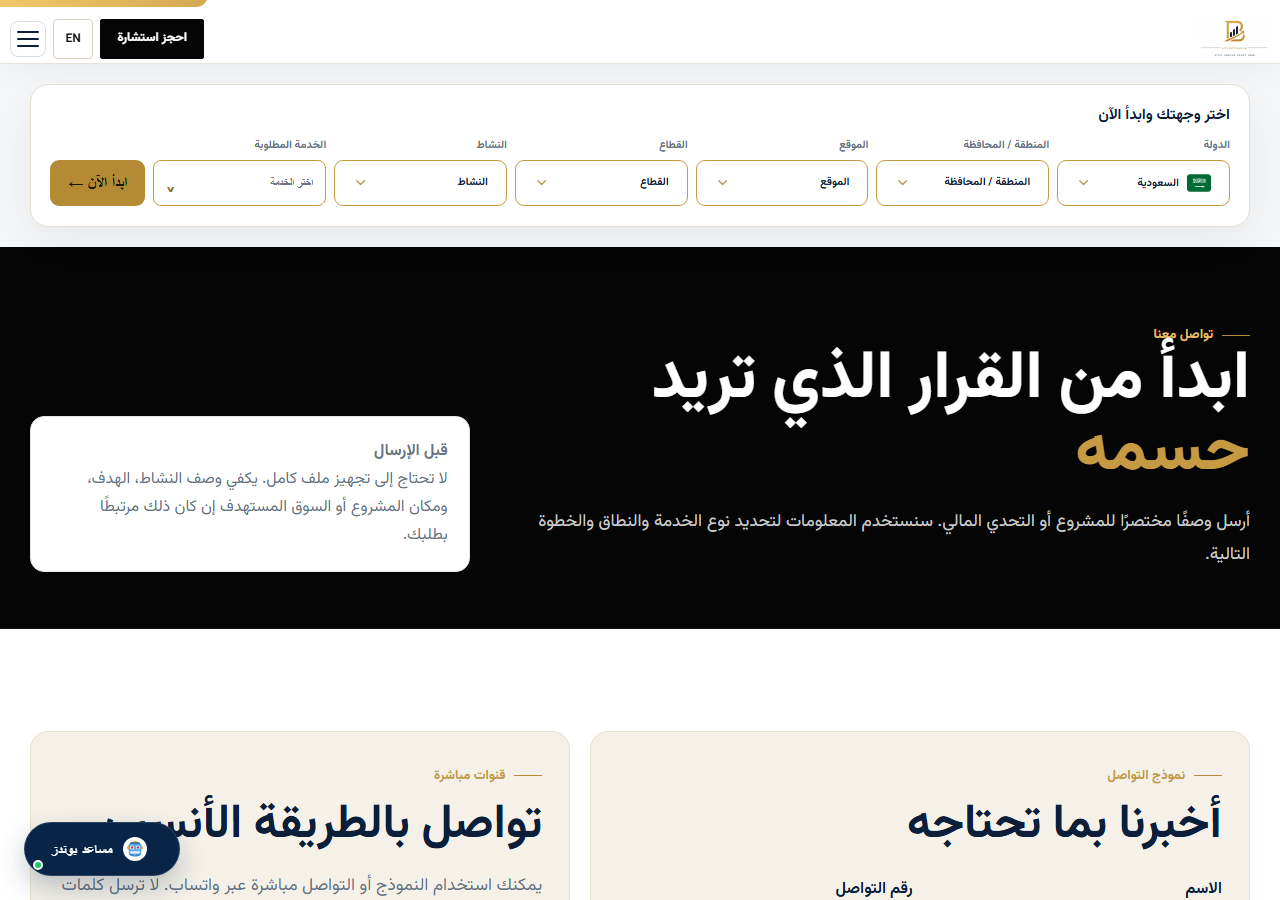 احجز استشارة
EN
اختر وجهتك وابدأ الآن
الدولة
المنطقة / المحافظة
الموقع
القطاع
النشاط
الخدمة المطلوبة
السعودية
المنطقة / المحافظة
الموقع
القطاع
النشاط
اختر الخدمة
ابدأ الآن ←
تواصل معنا
ابدأ من القرار الذي تريد
حسمه
أرسل وصفًا مختصرًا للمشروع أو التحدي المالي. سنستخدم المعلومات لتحديد نوع الخدمة والنطاق والخطوة
التالية.
قبل الإرسال
لا تحتاج إلى تجهيز ملف كامل. يكفي وصف النشاط، الهدف،
ومكان المشروع أو السوق المستهدف إن كان ذلك مرتبطًا
بطلبك.
نموذج التواصل
أخبرنا بما تحتاجه
الاسم
رقم التواصل
قنوات مباشرة
تواصل بالطريقة
يمكنك استخدام النموذج أو التواصل مباشرة عبر واتساب. لا ترسل كلمات
مساعد بوندز